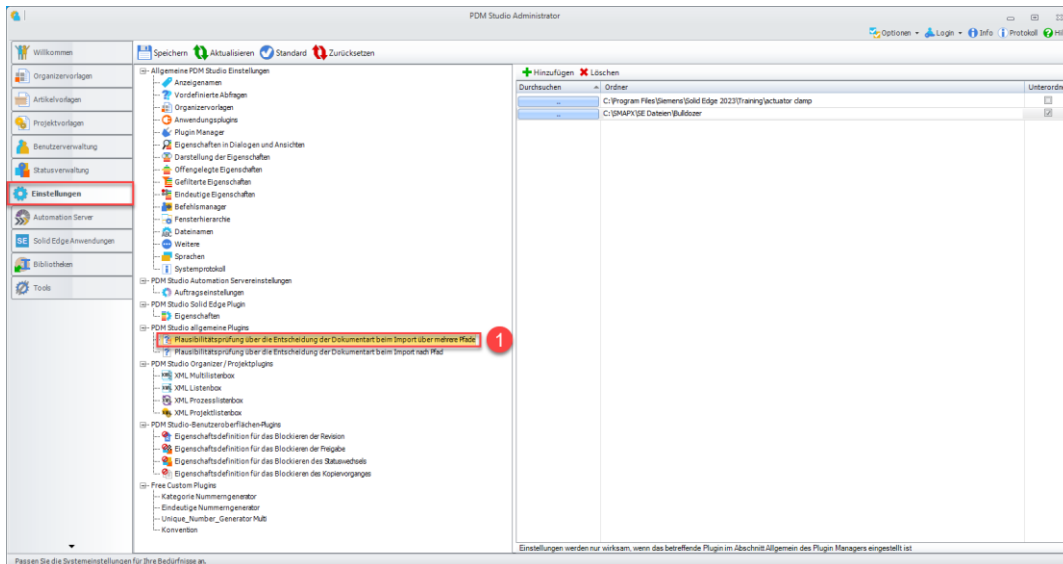 PDM Studio Administrator
Optionen Login Info Protokoll
Willkommen
Organizervorlagen
Artikelvorlagen
Projektvorlagen
Benutzerverwaltung
Statusverwaltung
Einstellungen
Automation Server
SE Solid Edge Anwendungen
Bibliotheken
Tools
Speichern Aktualisieren Standard Zurücksetzen
Allgemeine PDM Studio Einstellungen
Anzeigenamen
Vordefinierte Abfragen
Organizervorlagen
Anwendungsplugins
Plugin Manager
Eigenschaften in Dialogen und Ansichten
Darstellung der Eigenschaften
Offengelegte Eigenschaften
Gefilterte Eigenschaften
Eindeutige Eigenschaften
Befehlsmanager
Fensterhierarchie
Dateinamen
Weitere
Sprachen
Systemprotokoll
PDM Studio Automation Servereinstellungen
Auftragseinstellungen
PDM Studio Solid Edge Plugin
Eigenschaften
PDM Studio allgemeine Plugins
Plausibilitätsprüfung über die Entscheidung der Dokumentart beim Import über mehrere Pfade
1
Plausibilitätsprüfung über die Entscheidung der Dokumentart beim Import nach Pfad
PDM Studio Organizer / Projektplugins
XML Multilistenbox
XML Listenbox
XML Prozesslistenbox
XML Projektlistenbox
PDM Studio-Benutzeroberflächen-Plugins
Eigenschaftsdefinition für das Blockieren der Revision
Eigenschaftsdefinition für das Blockieren der Freigabe
Eigenschaftsdefinition für das Blockieren des Statuswechsels
Eigenschaftsdefinition für das Blockieren des Kopiervorganges
Free Custom Plugins
Kategorie Nummerngenerator
Eindeutige Nummerngenerator
Unique_Number_Generator Multi
Konvention
Hinzufügen Löschen
Durchsuchen Ordner Unterordne
.. C:\Program Files\Siemens\Solid Edge 2023\Training\actuator clamp
.. C:\SMAPX\SE Dateien\Bulldozer
Einstellungen werden nur wirksam, wenn das betreffende Plugin im Abschnitt Allgemein des Plugin Managers eingestellt ist
Passen Sie die Systemeinstellungen für Ihre Bedürfnisse an.